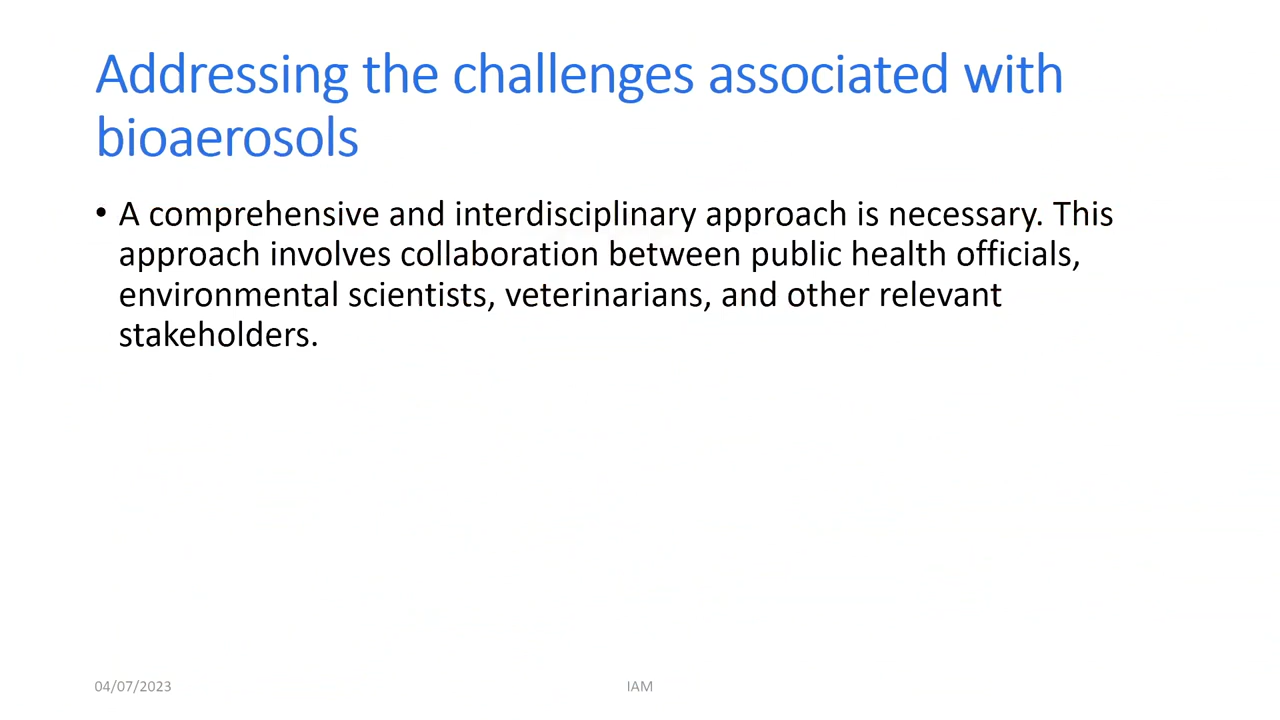 Addressing the challenges associated with
bioaerosols
• A comprehensive and interdisciplinary approach is necessary. This
approach involves collaboration between public health officials,
environmental scientists, veterinarians, and other relevant
stakeholders.
04/07/2023
IAM